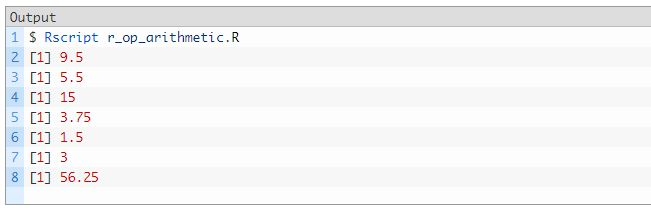 Output
1 $ Rscript r_op_arithmetic.R
2 [1] 9.5
3 [1] 5.5
4 [1] 15
5 [1] 3.75
6 [1] 1.5
7 [1] 3
8 [1] 56.25